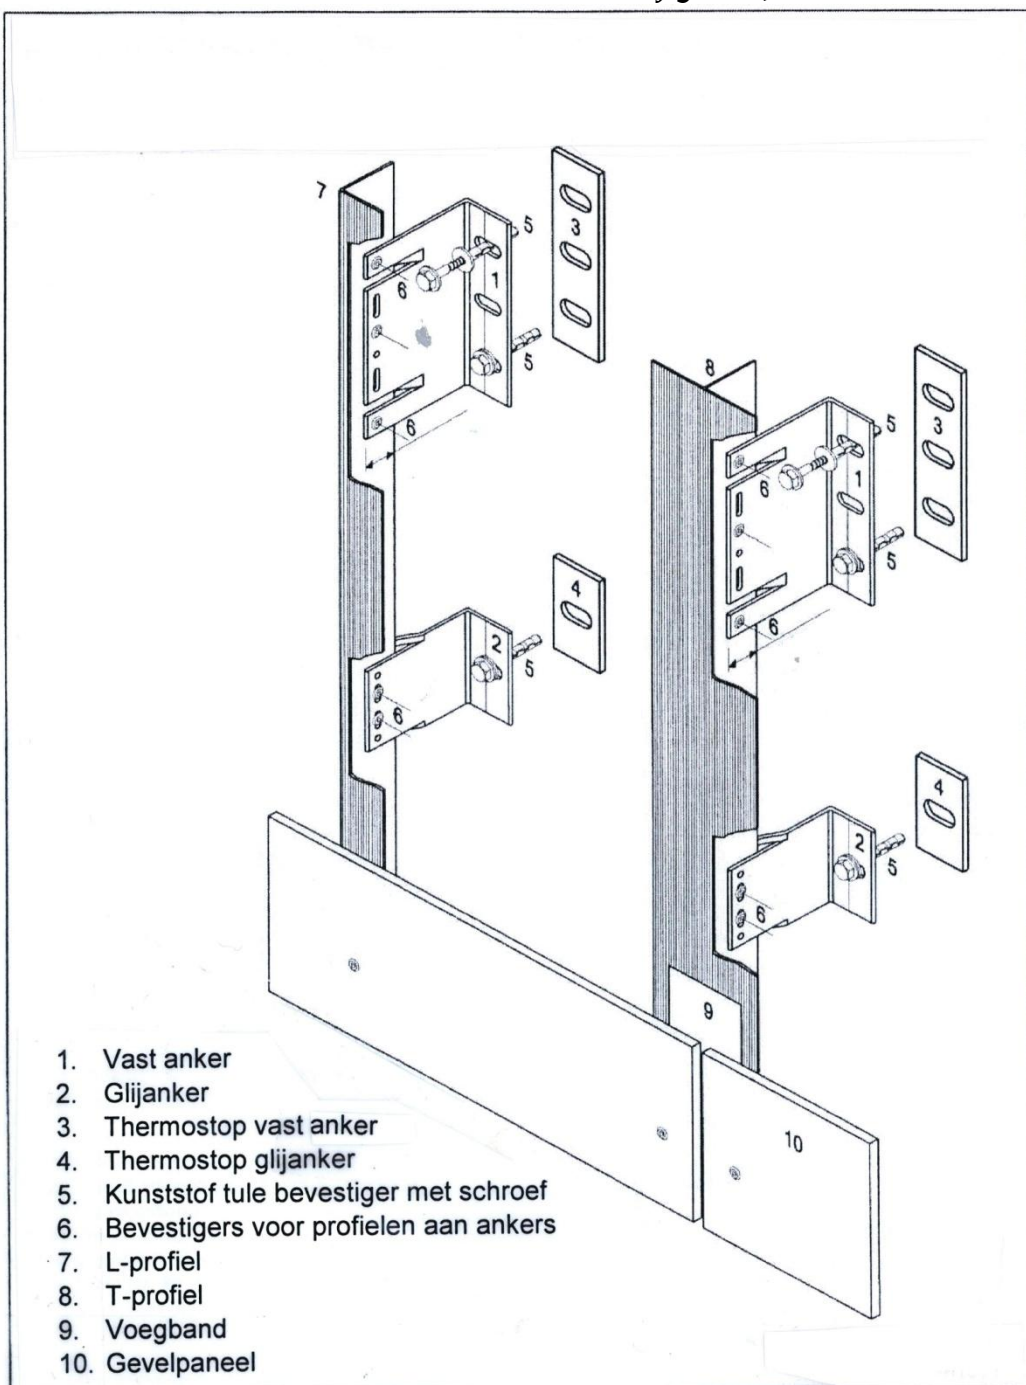 7
5
3
1
6
5
6
8
5
3
1
6
5
6
4
2
5
6
4
2
5
6
9
10
1. Vast anker
2. Glijanker
3. Thermostop vast anker
4. Thermostop glijanker
5. Kunststof tule bevestiger met schroef
6. Bevestigers voor profielen aan ankers
7. L-profiel
8. T-profiel
9. Voegband
10. Gevelpaneel